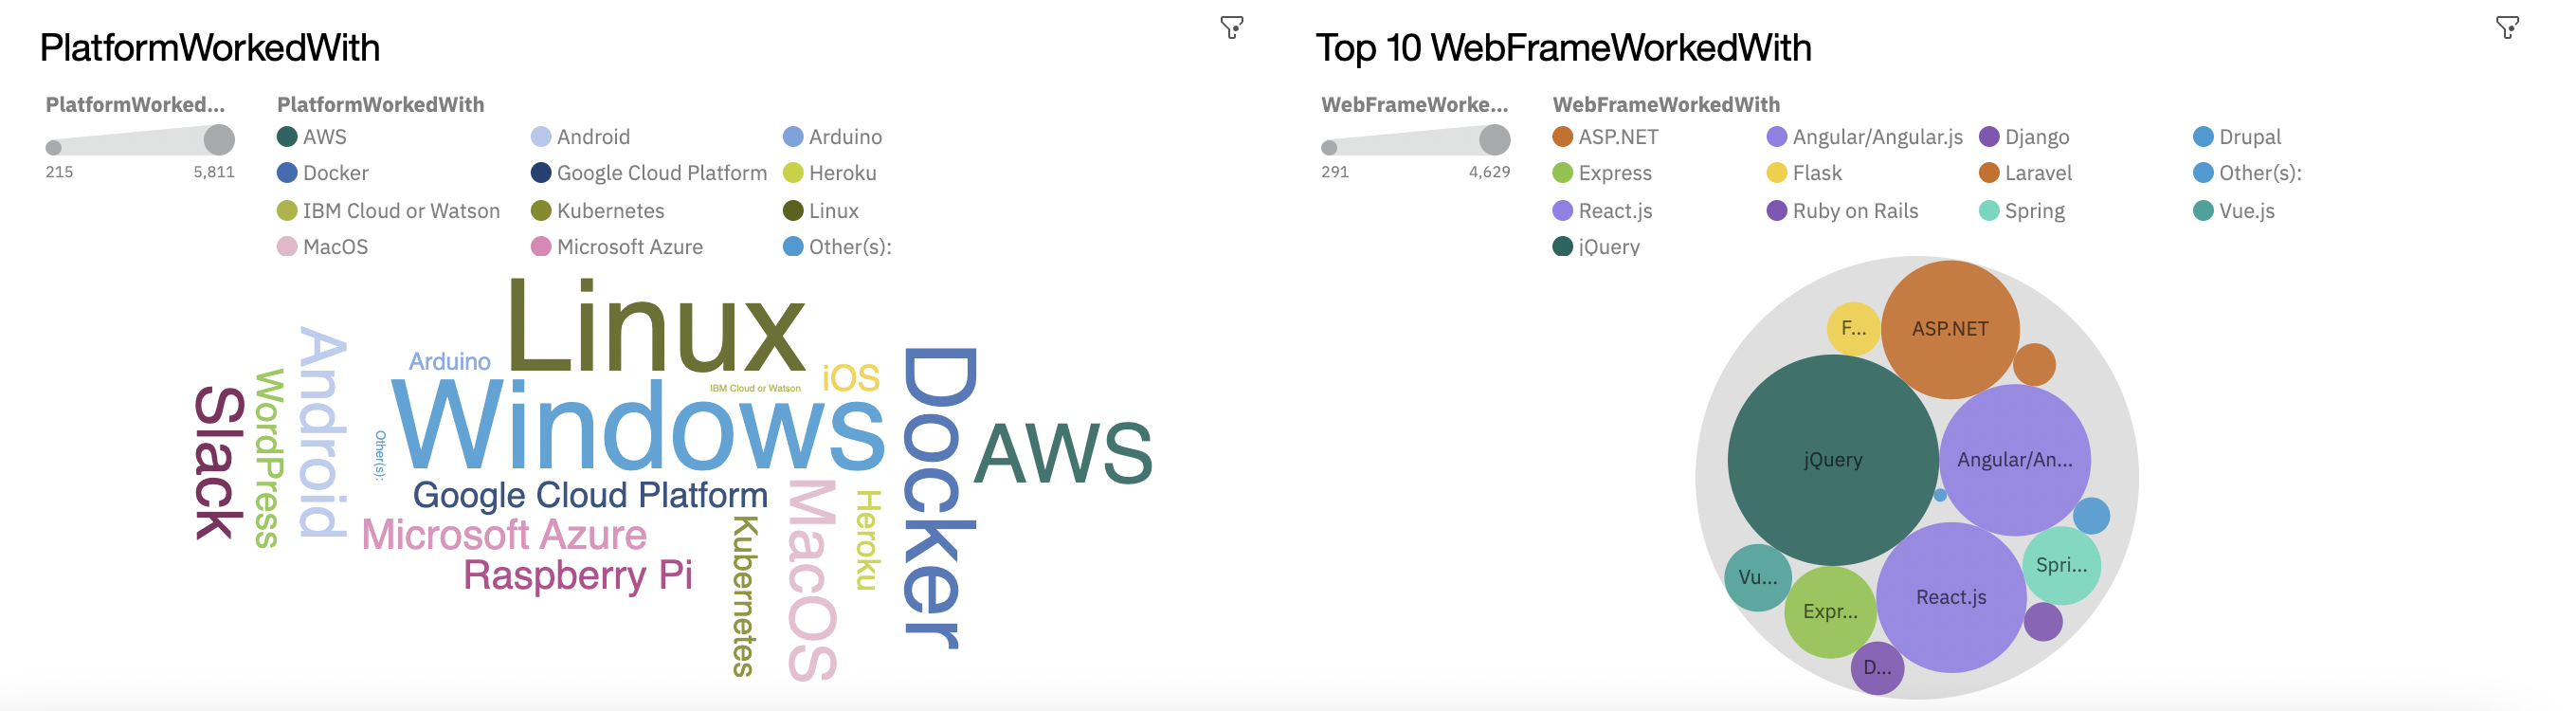 PlatformWorkedWith
PlatformWorked...
215 5,811
PlatformWorkedWith
AWS Android Arduino
Docker Google Cloud Platform Heroku
IBM Cloud or Watson Kubernetes Linux
MacOS Microsoft Azure Other(s):
Linux
Arduino
Android
WordPress
Slack
IBM Cloud or Watson
iOS
Windows
Other(s):
Docker
AWS
Google Cloud Platform
Microsoft Azure
Raspberry Pi
Kubernetes
MacOS
Heroku
Top 10 WebFrameWorkedWith
WebFrameWorke...
291 4,629
WebFrameWorkedWith
ASP.NET Angular/Angular.js Django Drupal
Express Flask Laravel Other(s):
React.js Ruby on Rails Spring Vue.js
jQuery
F...
ASP.NET
jQuery
Angular/An...
Spri...
Vu...
Expr...
React.js
D...